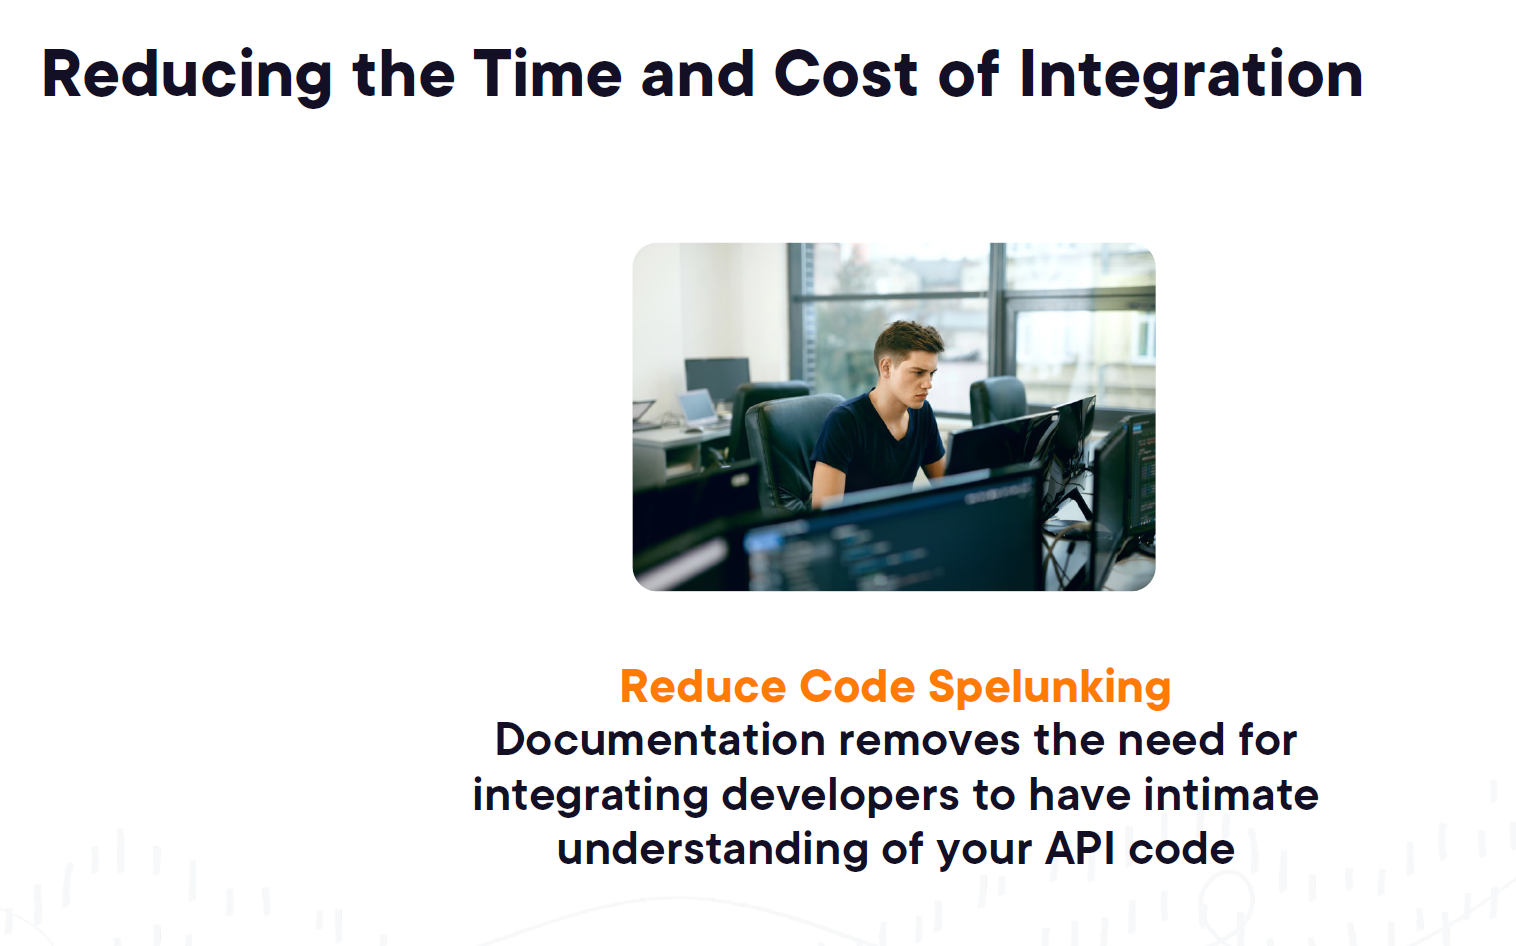 Reducing the Time and Cost of Integration
Reduce Code Spelunking
Documentation removes the need for
integrating developers to have intimate
understanding of your API code